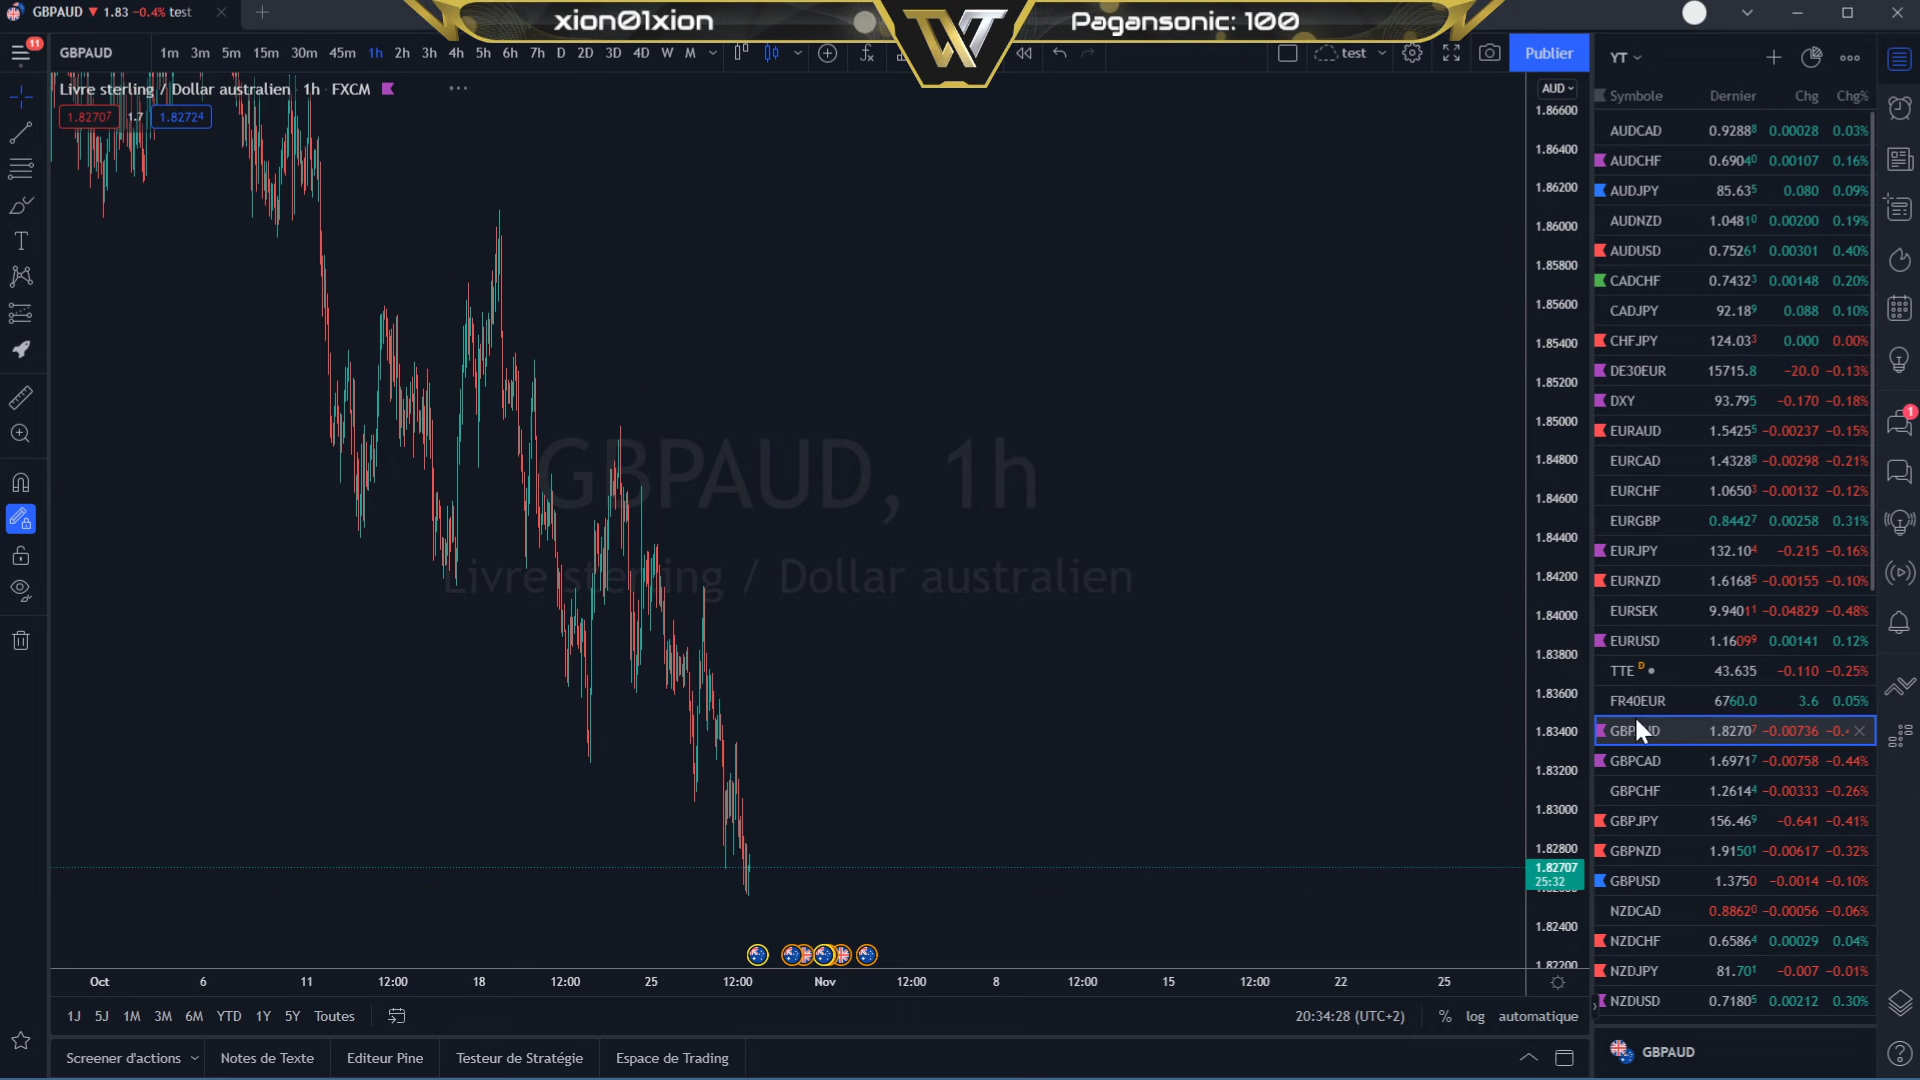 GBPAUD ▼ 1.83 −0.4% test
xion01xion
Pagansonic: 100
11
GBPAUD 1m 3m 5m 15m 30m 45m 1h 2h 3h 4h 5h 6h 7h D 2D 3D 4D W M
test
Publier
YT
Livre sterling / Dollar australien 1h FXCM
1.82707 1.7 1.82724
AUD
Symbole Dernier Chg Chg%
AUDCAD 0.92888 0.00028 0.03%
AUDCHF 0.69040 0.00107 0.16%
AUDJPY 85.635 0.080 0.09%
AUDNZD 1.04810 0.00200 0.19%
AUDUSD 0.75261 0.00301 0.40%
CADCHF 0.74323 0.00148 0.20%
CADJPY 92.189 0.088 0.10%
CHFJPY 124.033 0.000 0.00%
DE30EUR 15715.8 −20.0 −0.13%
DXY 93.795 −0.170 −0.18%
EURAUD 1.54255 −0.00237 −0.15%
EURCAD 1.43288 −0.00298 −0.21%
EURCHF 1.06503 −0.00132 −0.12%
EURGBP 0.84427 0.00258 0.31%
EURJPY 132.104 −0.215 −0.16%
EURNZD 1.61685 −0.00155 −0.10%
EURSEK 9.94011 −0.04829 −0.48%
EURUSD 1.16099 0.00141 0.12%
TTE D 43.635 −0.110 −0.25%
FR40EUR 6760.0 3.6 0.05%
1.82707 −0.00736
GBPCAD 1.69717 −0.00758 −0.44%
GBPCHF 1.26144 −0.00333 −0.26%
GBPJPY 156.469 −0.641 −0.41%
GBPNZD 1.91501 −0.00617 −0.32%
GBPUSD 1.3750 −0.0014 −0.10%
NZDCAD 0.88620 −0.00056 −0.06%
NZDCHF 0.65864 0.00029 0.04%
NZDJPY 81.701 −0.007 −0.01%
NZDUSD 0.71805 0.00212 0.30%
1
GBPAUD
GBPAUD, 1h
Livre sterling / Dollar australien
1.86600
1.86400
1.86200
1.86000
1.85800
1.85600
1.85400
1.85200
1.85000
1.84800
1.84600
1.84400
1.84200
1.84000
1.83800
1.83600
1.83400
1.83200
1.83000
1.82800
1.82707
25:32
1.82400
1.82200
Oct 6 11 12:00 18 12:00 25 12:00 Nov 12:00 8 12:00 15 12:00 22 25
1J 5J 1M 3M 6M YTD 1Y 5Y Toutes
20:34:28 (UTC+2) % log automatique
Screener d'actions Notes de Texte Editeur Pine Testeur de Stratégie Espace de Trading